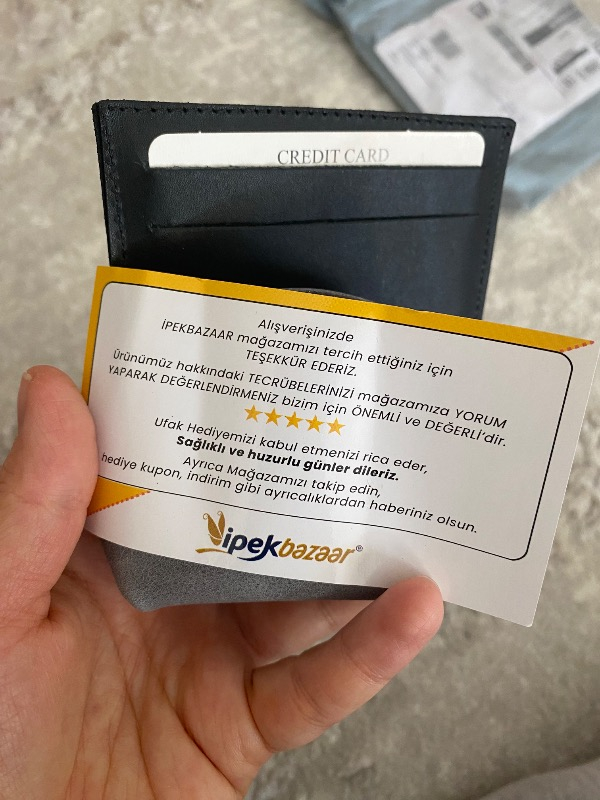 CREDIT CARD
Alışverişinizde
İPEKBAZAAR mağazamızı tercih ettiğiniz için
TEŞEKKÜR EDERİZ.
Ürünümüz hakkındaki TECRÜBELERİNİZİ mağazamıza YORUM
YAPARAK DEĞERLENDİRMENİZ bizim için ÖNEMLİ ve DEĞERLİ'dir.
Ufak Hediyemizi kabul etmenizi rica eder,
Sağlıklı ve huzurlu günler dileriz.
Ayrıca Mağazamızı takip edin,
hediye kupon, indirim gibi ayrıcalıklardan haberiniz olsun.
ipekbazaar®